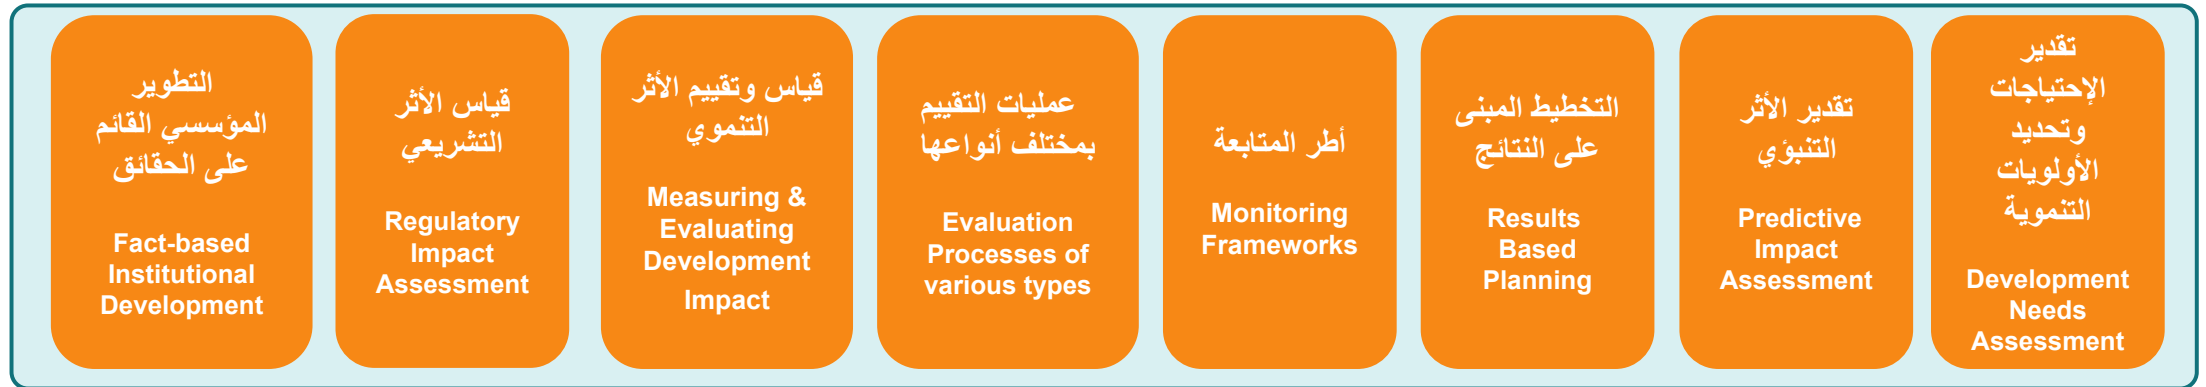 تقدير
الإحتياجات
وتحديد
الأولويات
التنموية
Development
Needs
Assessment
تقدير الأثر
التنبؤي
Predictive
Impact
Assessment
التخطيط المبنى
على النتائج
Results
Based
Planning
أطر المتابعة
Monitoring
Frameworks
عمليات التقييم
بمختلف أنواعها
Evaluation
Processes of
various types
قياس وتقييم الأثر
التنموي
Measuring &
Evaluating
Development
Impact
قياس الأثر
التشريعي
Regulatory
Impact
Assessment
التطوير
المؤسسي القائم
على الحقائق
Fact-based
Institutional
Development